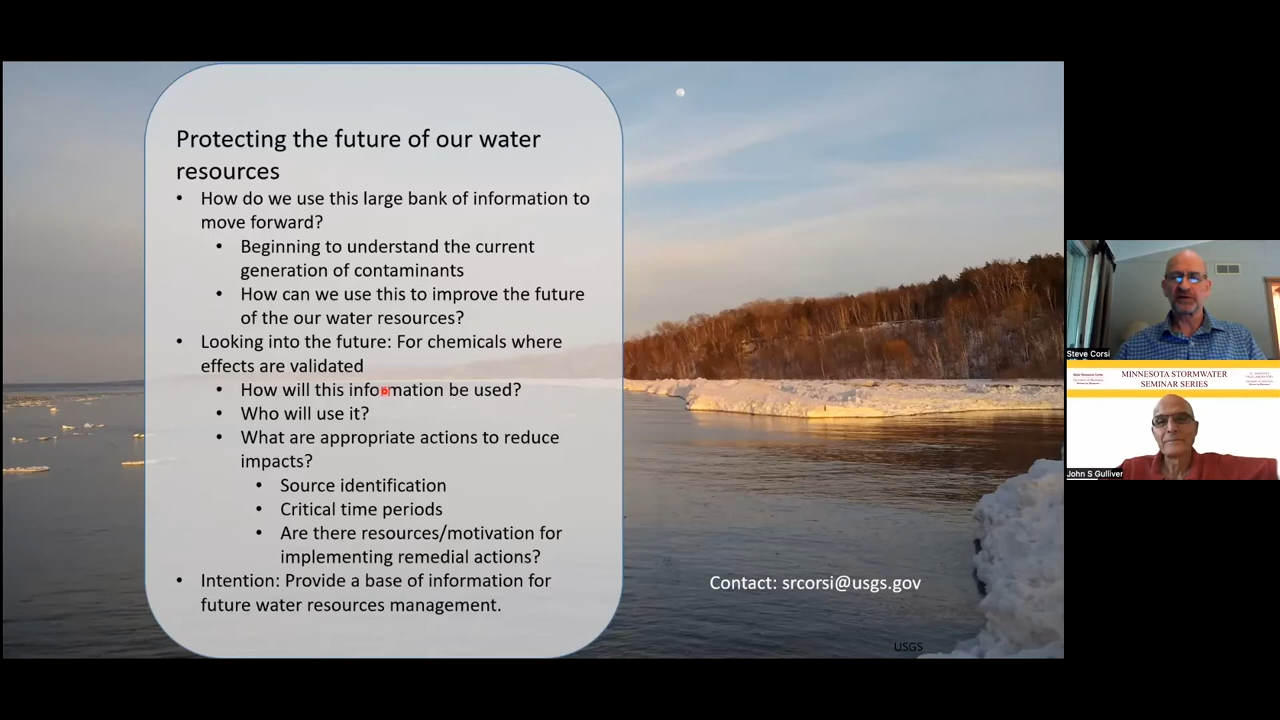 Protecting the future of our water
resources
• How do we use this large bank of information to
move forward?
• Beginning to understand the current
generation of contaminants
• How can we use this to improve the future
of the our water resources?
• Looking into the future: For chemicals where
effects are validated
• How will this information be used?
• Who will use it?
• What are appropriate actions to reduce
impacts?
• Source identification
• Critical time periods
• Are there resources/motivation for
implementing remedial actions?
• Intention: Provide a base of information for
future water resources management.
Contact: srcorsi@usgs.gov
USGS
Steve Corsi
MINNESOTA STORMWATER
SEMINAR SERIES
John S Gulliver